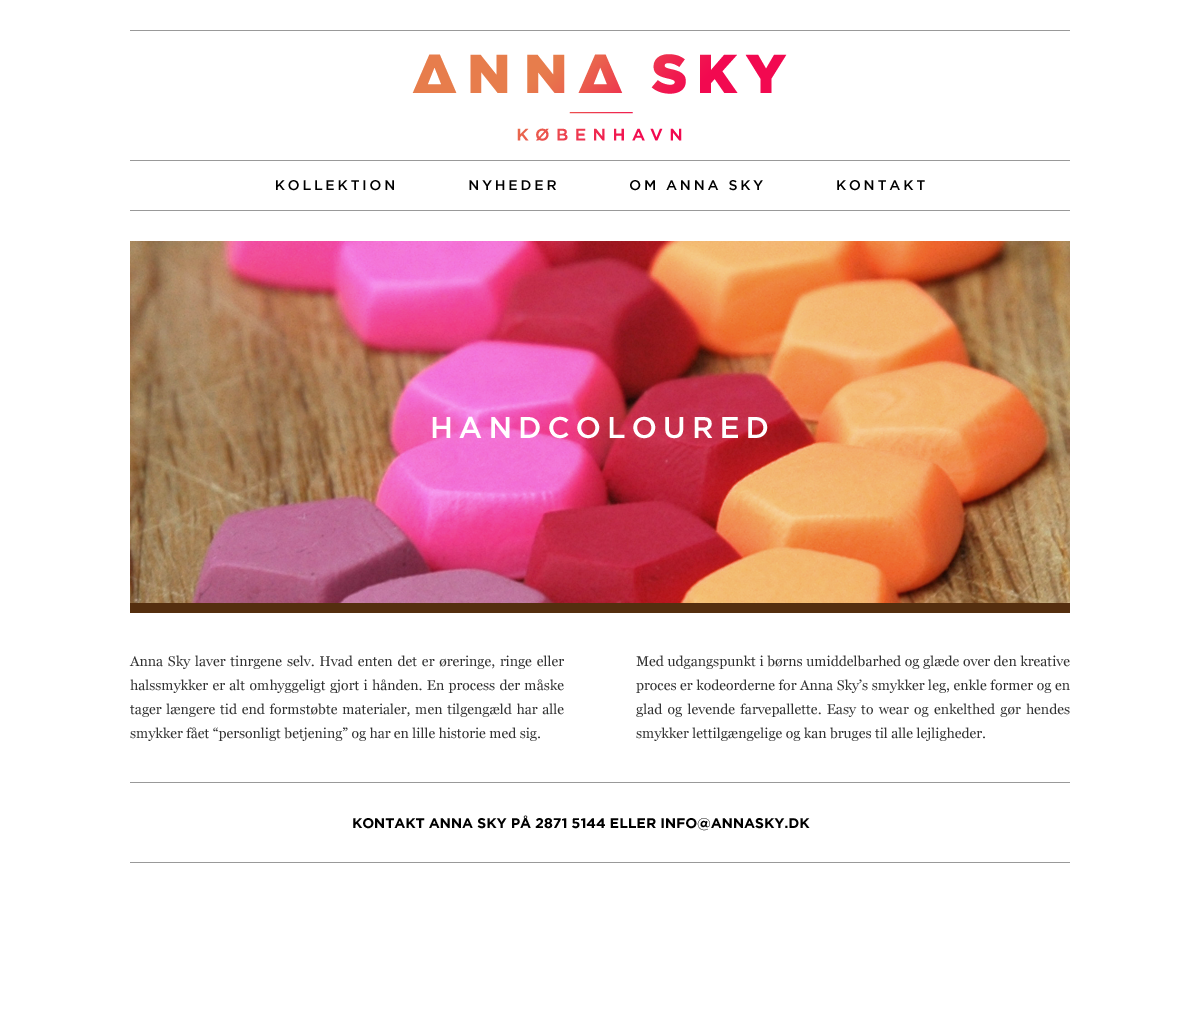 ANNA SKY
KØBENHAVN
KOLLEKTION NYHEDER OM ANNA SKY KONTAKT
HANDCOLOURED
Anna Sky laver tinrgene selv. Hvad enten det er øreringe, ringe eller
halssmykker er alt omhyggeligt gjort i hånden. En process der måske
tager længere tid end formstøbte materialer, men tilgengæld har alle
smykker fået “personligt betjening” og har en lille historie med sig.
Med udgangspunkt i børns umiddelbarhed og glæde over den kreative
proces er kodeorderne for Anna Sky’s smykker leg, enkle former og en
glad og levende farvepallette. Easy to wear og enkelthed gør hendes
smykker lettilgængelige og kan bruges til alle lejligheder.
KONTAKT ANNA SKY PÅ 2871 5144 ELLER INFO@ANNASKY.DK